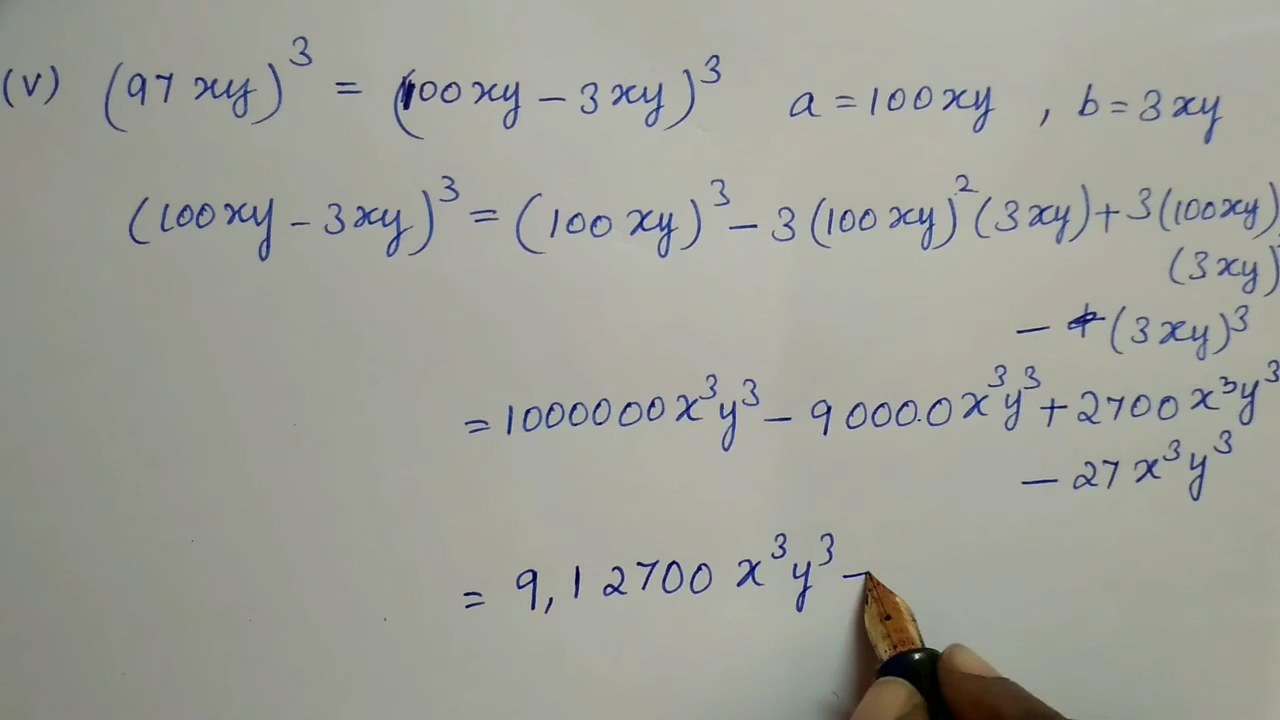 (v) (97xy)³ = (100xy – 3xy)³ a = 100xy , b = 3xy
(100xy – 3xy)³ = (100xy)³ – 3(100xy)²(3xy) + 3(100xy)
(3xy)
– (3xy)³
= 1000000x³y³ – 90000x³y³ + 2700x³y³
– 27x³y³
= 9,12700 x³y³ –